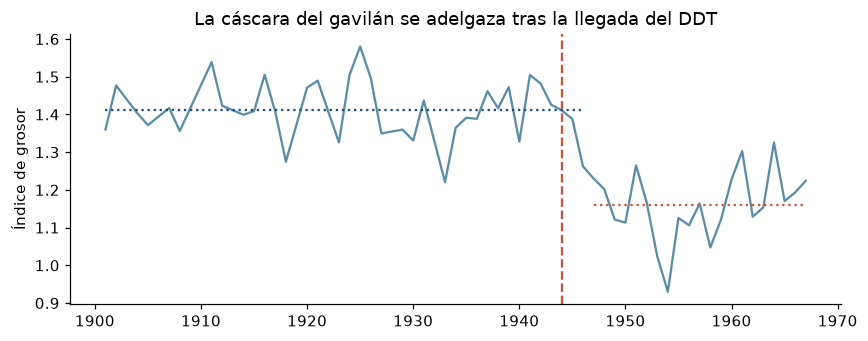 La cáscara del gavilán se adelgaza tras la llegada del DDT
Índice de grosor
1.6
1.5
1.4
1.3
1.2
1.1
1.0
0.9
1900 1910 1920 1930 1940 1950 1960 1970